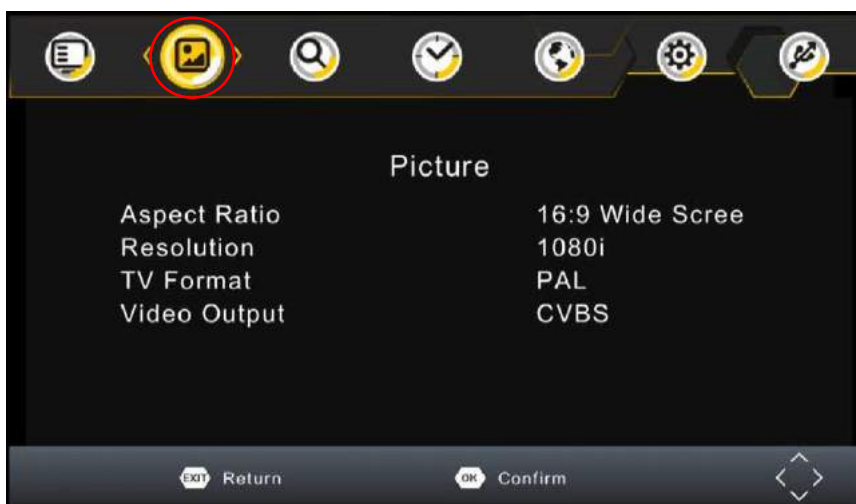 Picture
Aspect Ratio 16:9 Wide Scree
Resolution 1080i
TV Format PAL
Video Output CVBS
EXIT Return OK Confirm